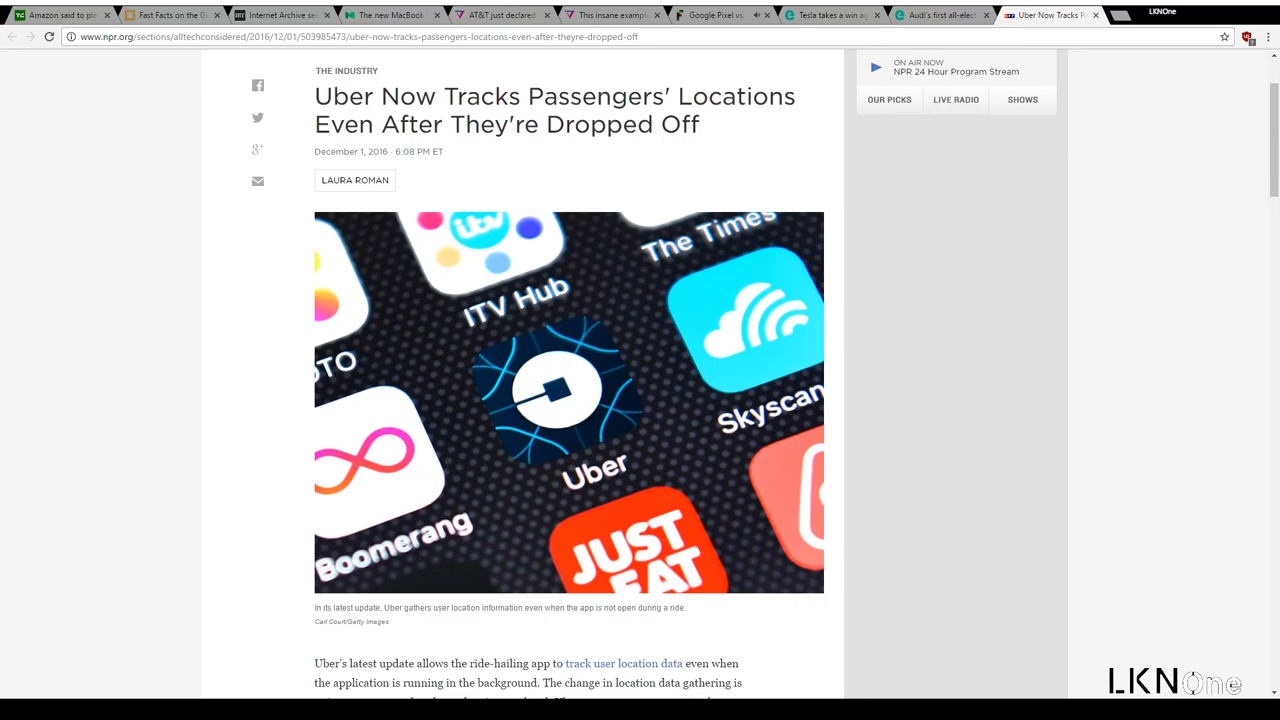 Amazon said to p
Fast Facts on the G
Internet Archive se
The new MacBook
AT&T just declared
This insane example
Google Pixel vs.
Tesla takes a win a
Audi's first all-elect
Uber Now Tracks P
LKNOne
www.npr.org/sections/alltechconsidered/2016/12/01/503985473/uber-now-tracks-passengers-locations-even-after-theyre-dropped-off
7
THE INDUSTRY
Uber Now Tracks Passengers' Locations
Even After They're Dropped Off
December 1, 2016 · 6:08 PM ET
LAURA ROMAN
ON AIR NOW
NPR 24 Hour Program Stream
OUR PICKS
LIVE RADIO
SHOWS
itv
ITV Hub
The Times
OTO
Skyscan
Uber
Boomerang
JUST
EAT
In its latest update, Uber gathers user location information even when the app is not open during a ride.
Carl Court/Getty Images
Uber's latest update allows the ride-hailing app to track user location data even when
the application is running in the background. The change in location data gathering is
LKNOne